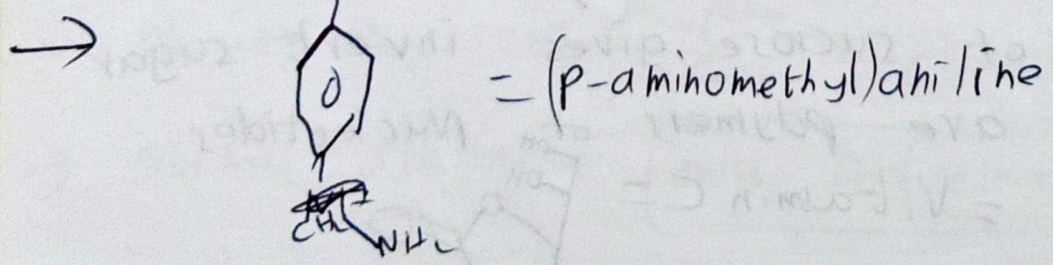 → = (p-aminomethyl)aniline
CH₂
NH₂